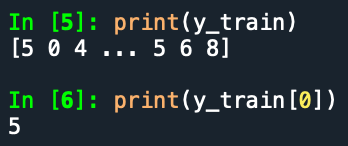 In [5]: print(y_train)
[5 0 4 ... 5 6 8]
In [6]: print(y_train[0])
5